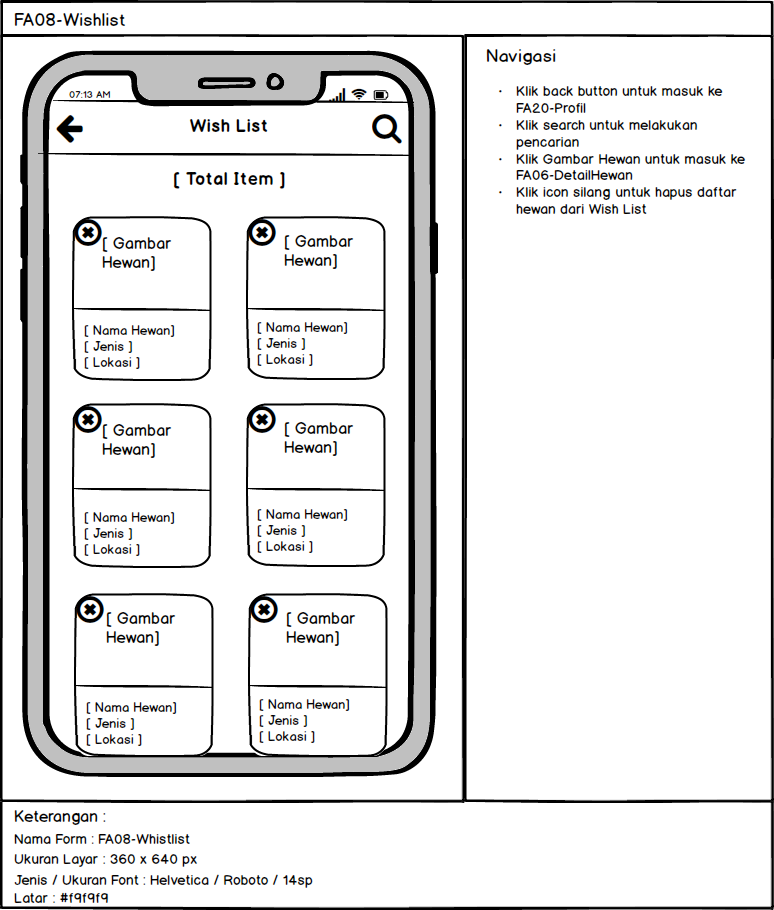 FA08-Wishlist
07:13 AM
Wish List
[ Total Item ]
[ Gambar
Hewan]
[ Nama Hewan]
[ Jenis ]
[ Lokasi ]
[ Gambar
Hewan]
[ Nama Hewan]
[ Jenis ]
[ Lokasi ]
[ Gambar
Hewan]
[ Nama Hewan]
[ Jenis ]
[ Lokasi ]
[ Gambar
Hewan]
[ Nama Hewan]
[ Jenis ]
[ Lokasi ]
[ Gambar
Hewan]
[ Nama Hewan]
[ Jenis ]
[ Lokasi ]
[ Gambar
Hewan]
[ Nama Hewan]
[ Jenis ]
[ Lokasi ]
Navigasi
· Klik back button untuk masuk ke
FA20-Profil
· Klik search untuk melakukan
pencarian
· Klik Gambar Hewan untuk masuk ke
FA06-DetailHewan
· Klik icon silang untuk hapus daftar
hewan dari Wish List
Keterangan :
Nama Form : FA08-Whistlist
Ukuran Layar : 360 x 640 px
Jenis / Ukuran Font : Helvetica / Roboto / 14sp
Latar : #f9f9f9